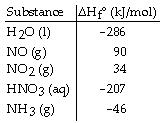 Substance ΔHf° (kJ/mol)
H2O (l) −286
NO (g) 90
NO2 (g) 34
HNO3 (aq) −207
NH3 (g) −46